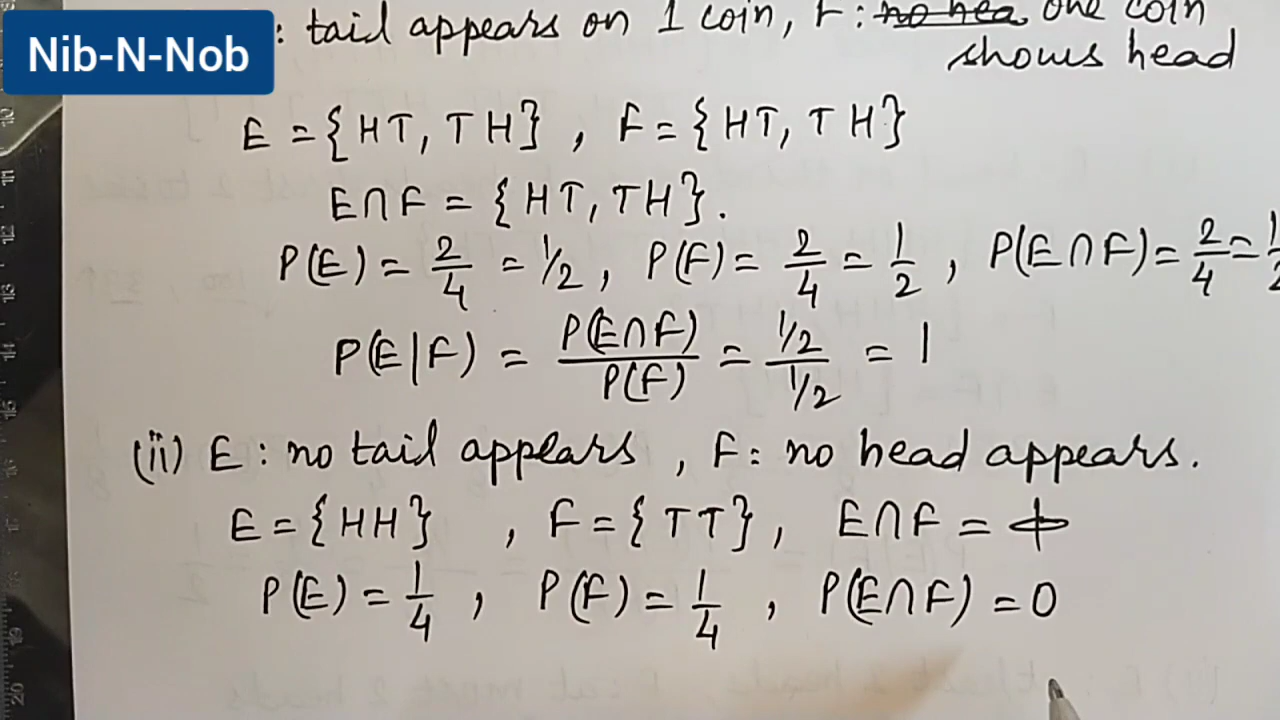 Nib-N-Nob
: tail appears on 1 coin, F: no hea one coin
shows head
E = {HT, TH} , F = {HT, TH}
E∩F = {HT, TH}.
P(E) = 2/4 = 1/2, P(F) = 2/4 = 1/2, P(E∩F) = 2/4 = 1/2
P(E|F) = P(E∩F)/P(F) = 1/2 / 1/2 = 1
(ii) E : no tail appears , F: no head appears.
E = {HH} , F = {TT}, E∩F = ϕ
P(E) = 1/4 , P(F) = 1/4 , P(E∩F) = 0